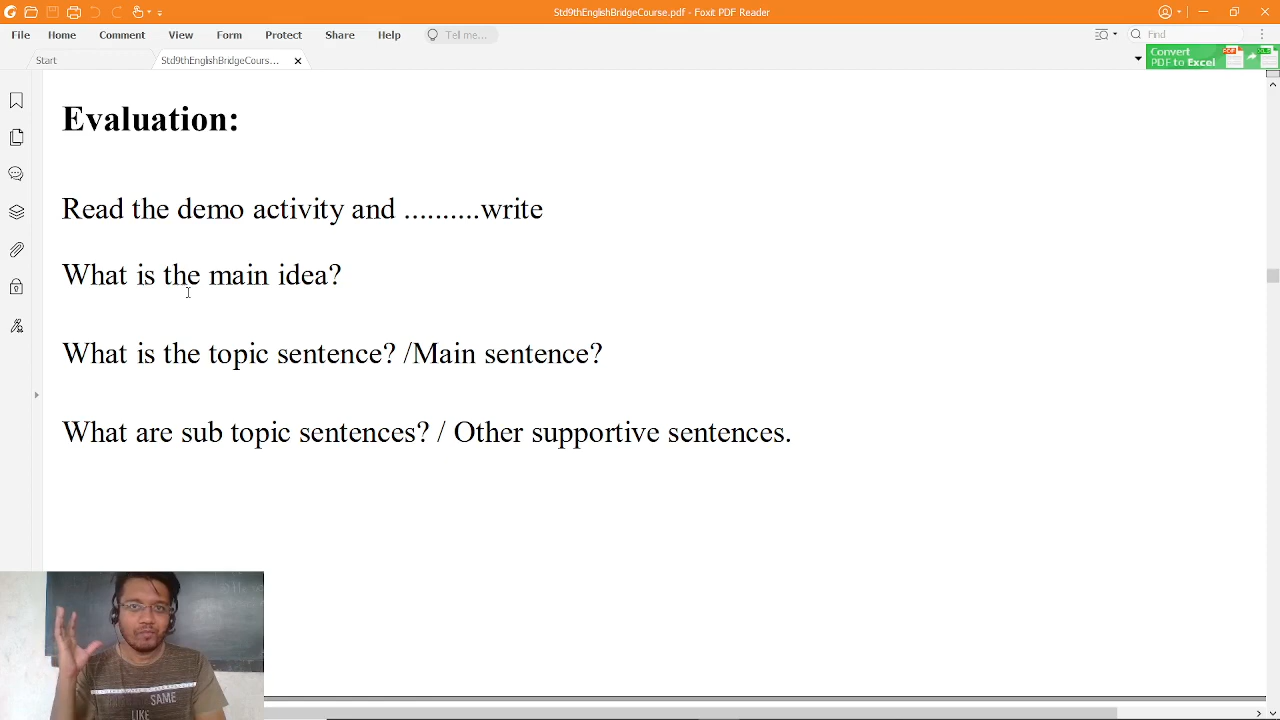 Std9thEnglishBridgeCourse.pdf - Foxit PDF Reader
File Home Comment View Form Protect Share Help Tell me... Find
Start Std9thEnglishBridgeCours...
Convert
PDF to Excel
Evaluation:
Read the demo activity and ..........write
What is the main idea?
What is the topic sentence? /Main sentence?
What are sub topic sentences? / Other supportive sentences.
SAME
LIKE